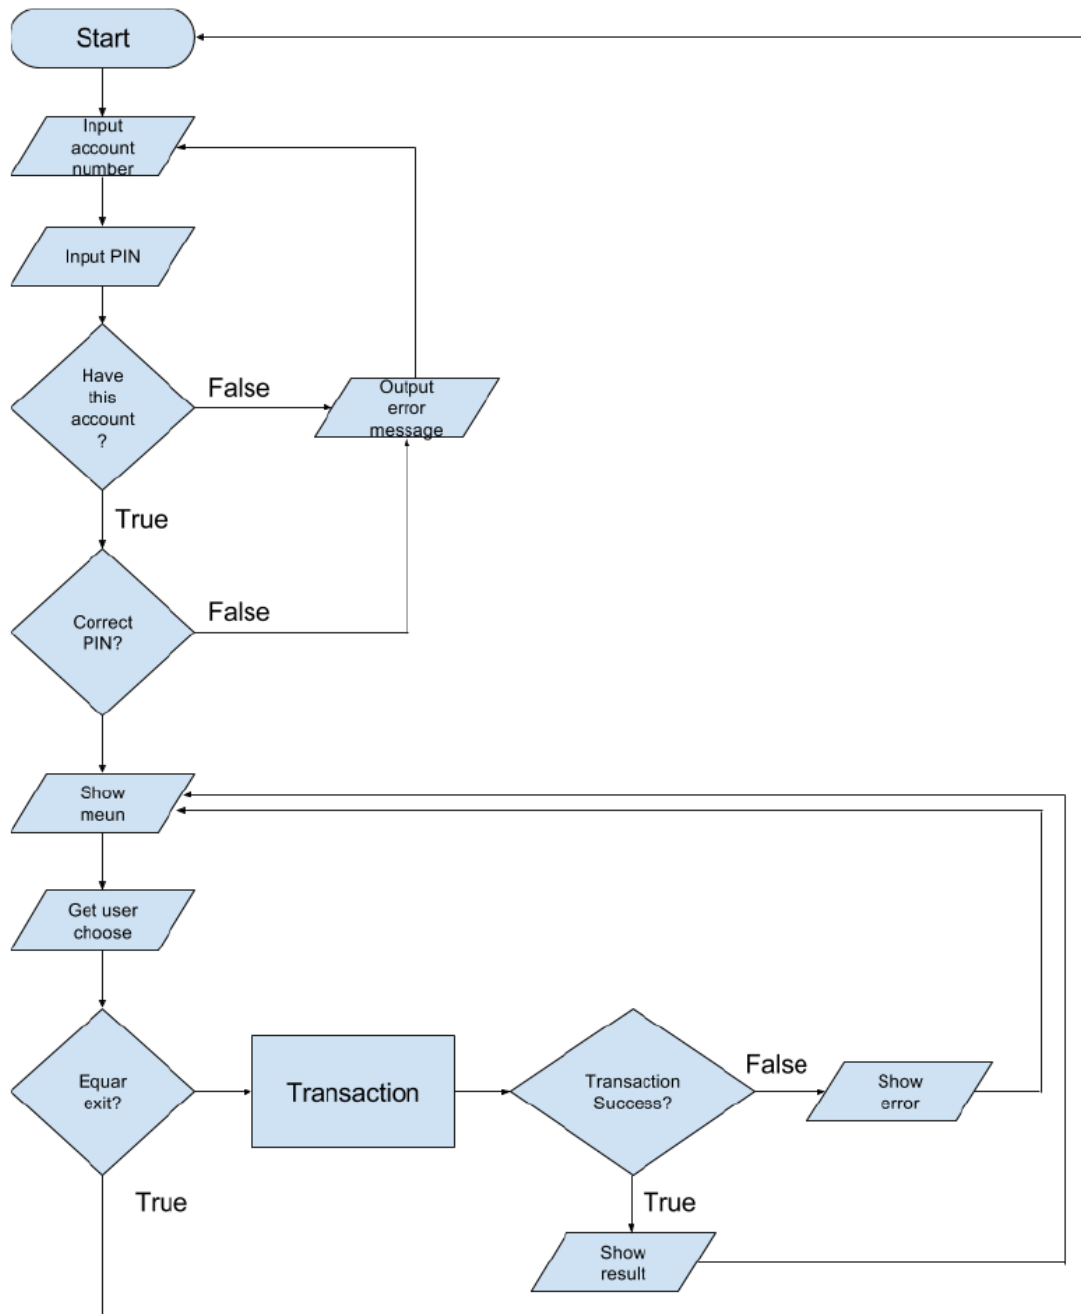 Start
Input
account
number
Input PIN
Have
this
account
?
False
Output
error
message
True
Correct
PIN?
False
Show
meun
Get user
choose
Equar
exit?
Transaction
Transaction
Success?
False
Show
error
True
True
Show
result